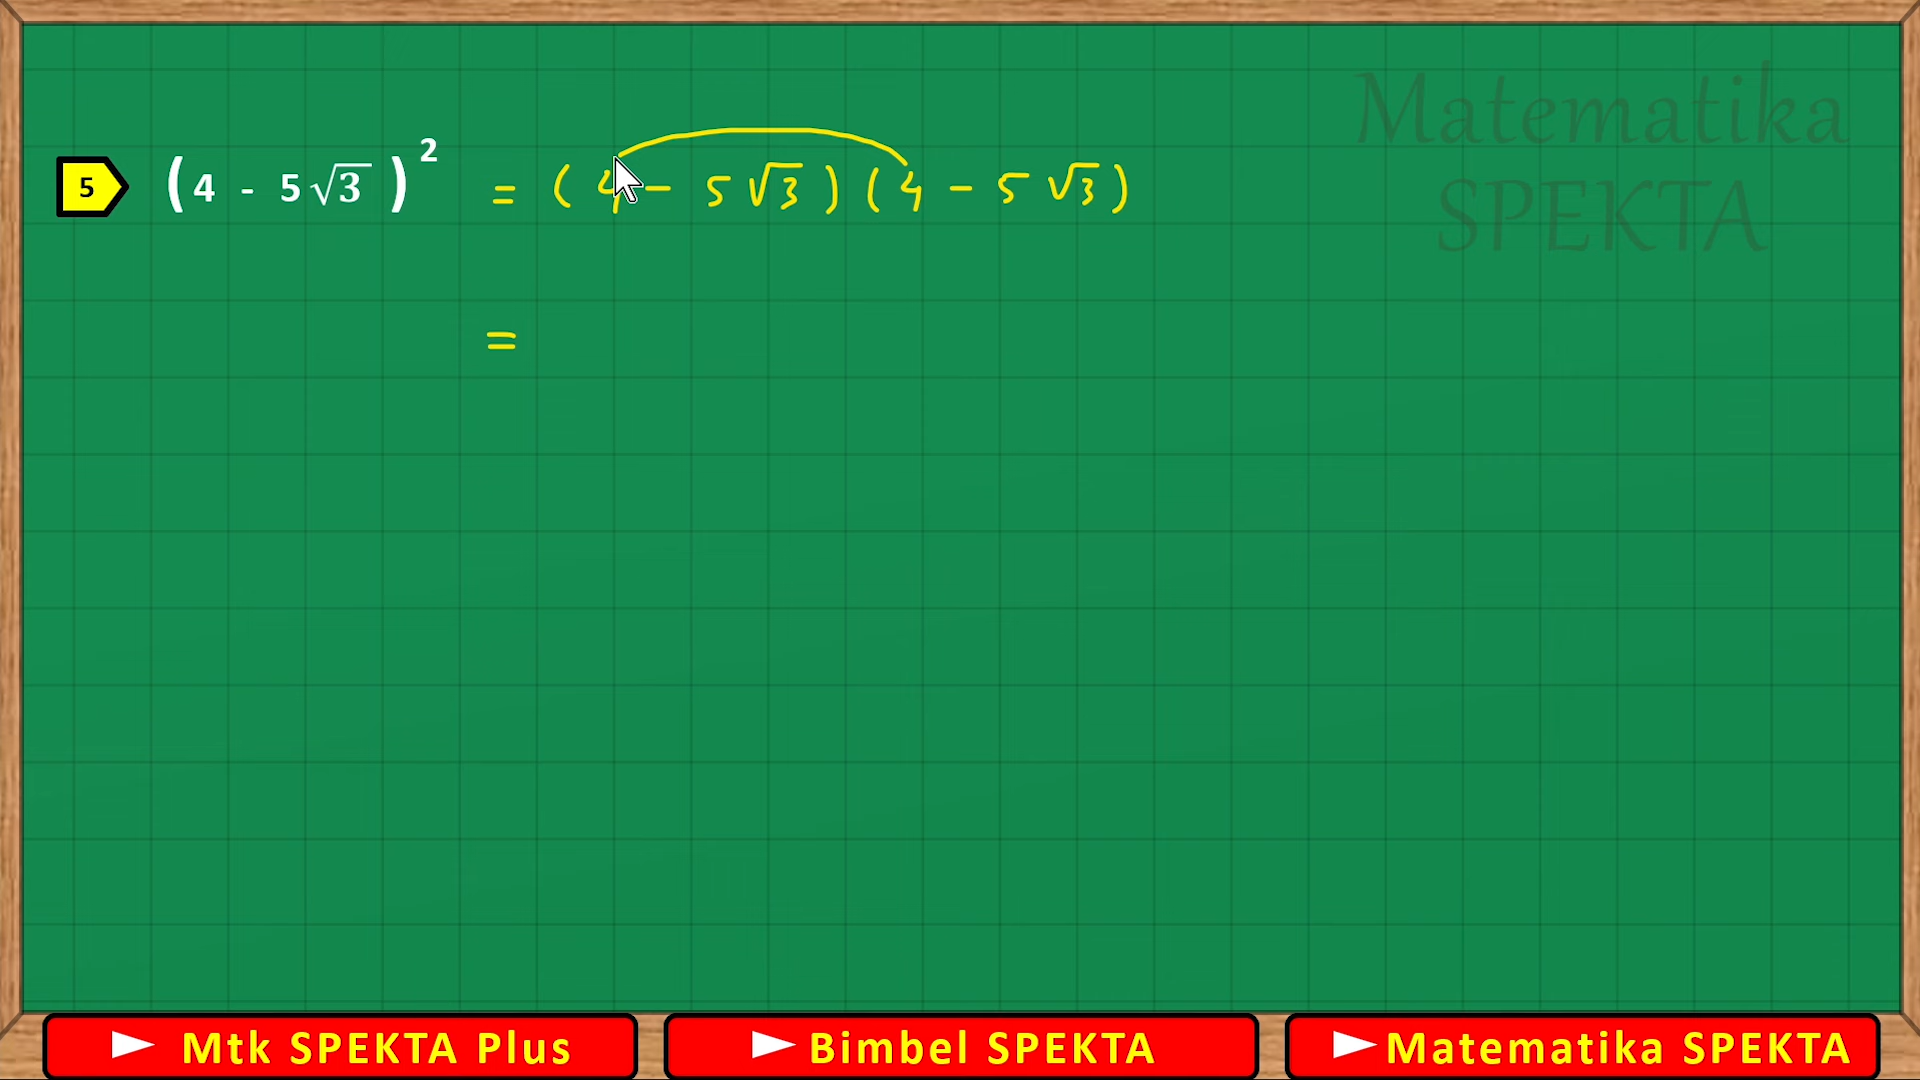 Matematika
SPEKTA
5 (4 - 5√3)² = (4 - 5√3)(4 - 5√3)
=
Mtk SPEKTA Plus
Bimbel SPEKTA
Matematika SPEKTA